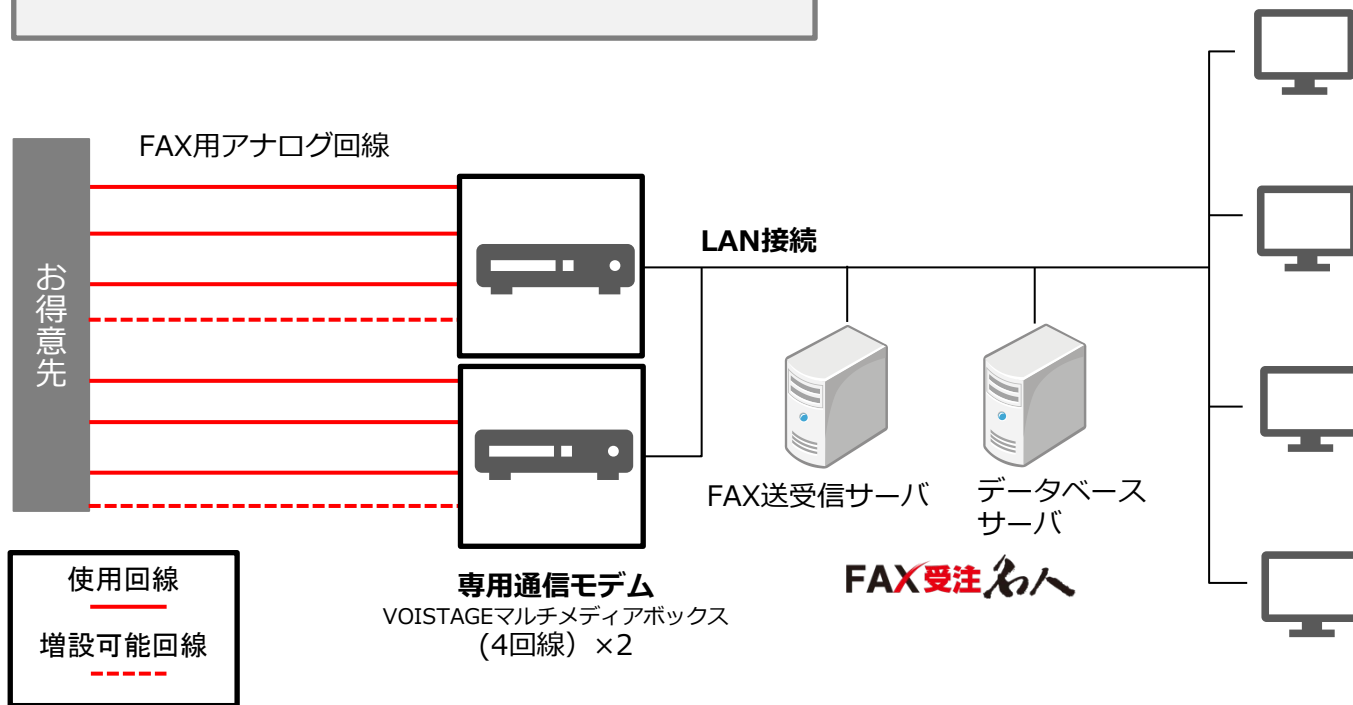 FAX用アナログ回線
お得意先
LAN接続
FAX送受信サーバ
データベース
サーバ
FAX受注名人
専用通信モデム
VOISTAGEマルチメディアボックス
(4回線）×2
使用回線
増設可能回線